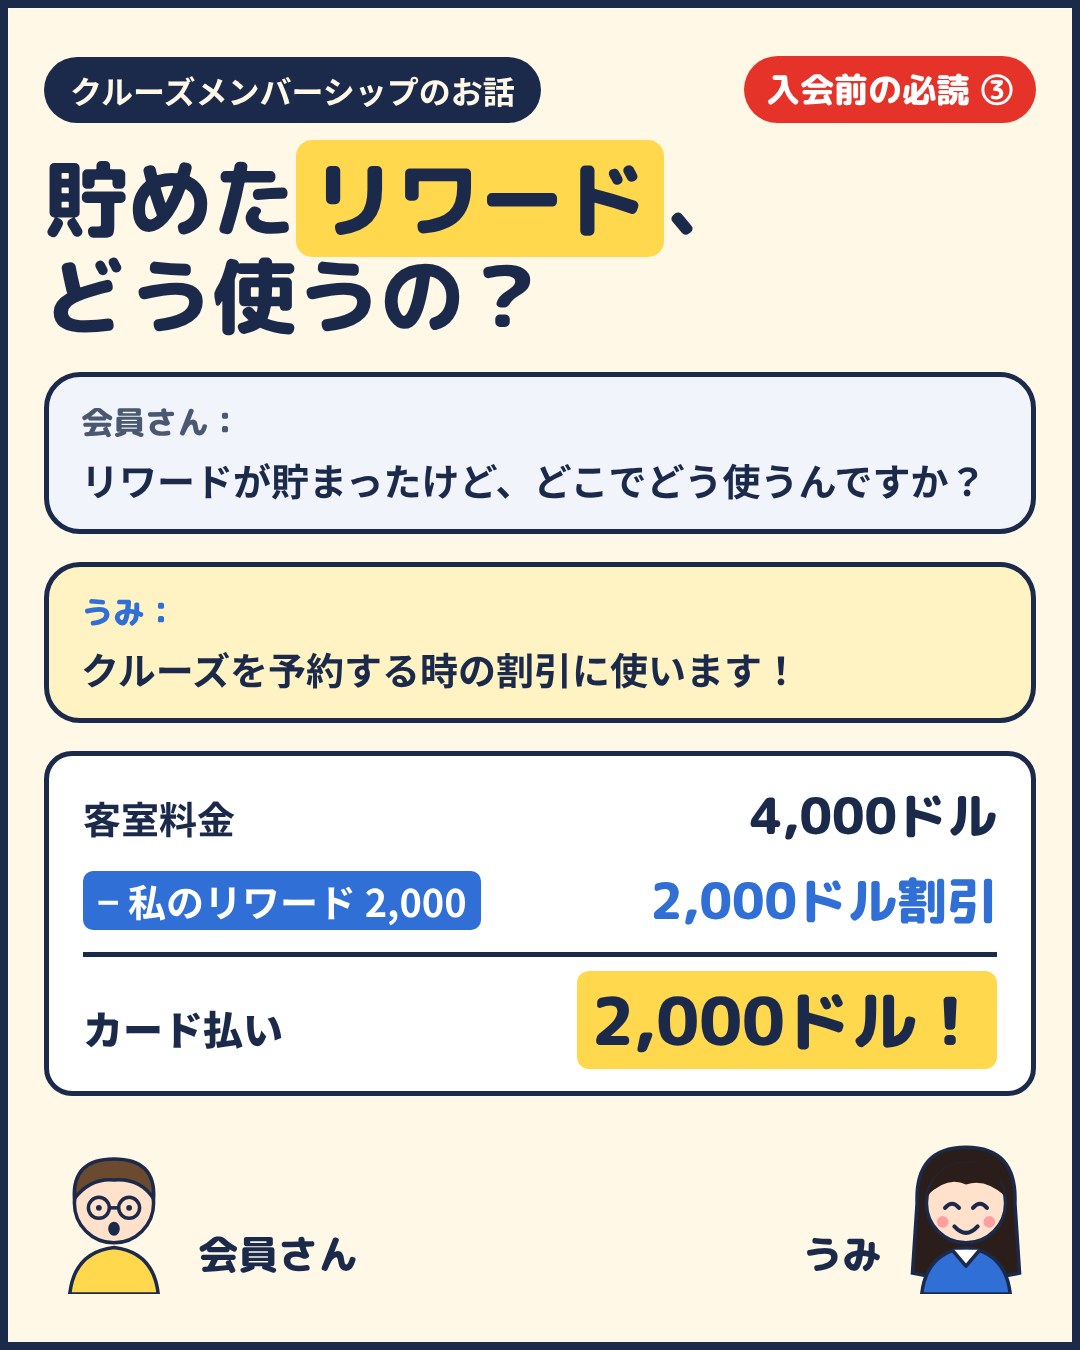 クルーズメンバーシップのお話
入会前の必読 ③
貯めたリワード、
どう使うの？
会員さん：
リワードが貯まったけど、どこでどう使うんですか？
うみ：
クルーズを予約する時の割引に使います！
客室料金 4,000ドル
− 私のリワード 2,000 2,000ドル割引
カード払い 2,000ドル！
会員さん
うみ